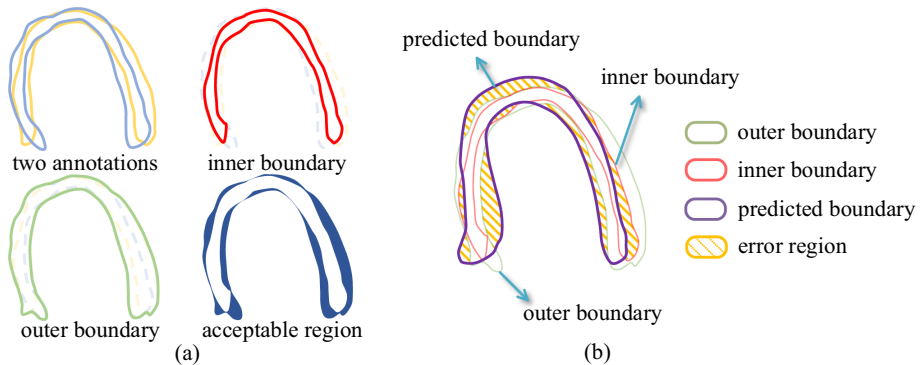 two annotations
inner boundary
outer boundary
acceptable region
(a)
predicted boundary
inner boundary
outer boundary
outer boundary
inner boundary
predicted boundary
error region
(b)